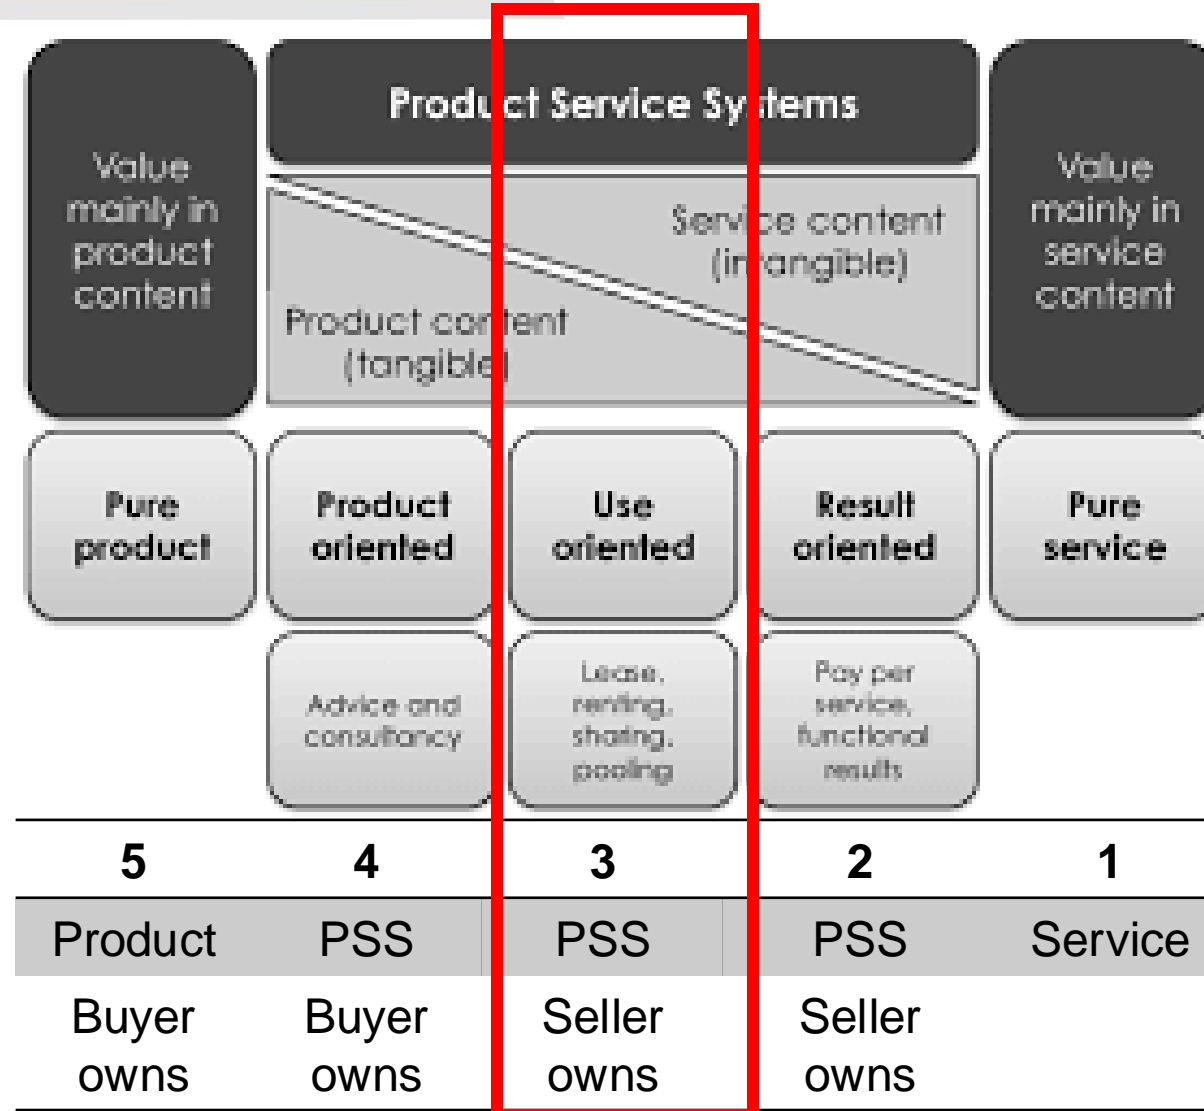 Product Service Systems
Value
mainly in
product
content
Service content
(intangible)
Product content
(tangible)
Value
mainly in
service
content
Pure
product
Product
oriented
Use
oriented
Result
oriented
Pure
service
Advice and
consultancy
Lease,
renting,
sharing,
pooling
Pay per
service,
functional
results
5 4 3 2 1
Product PSS PSS PSS Service
Buyer Buyer Seller Seller
owns owns owns owns